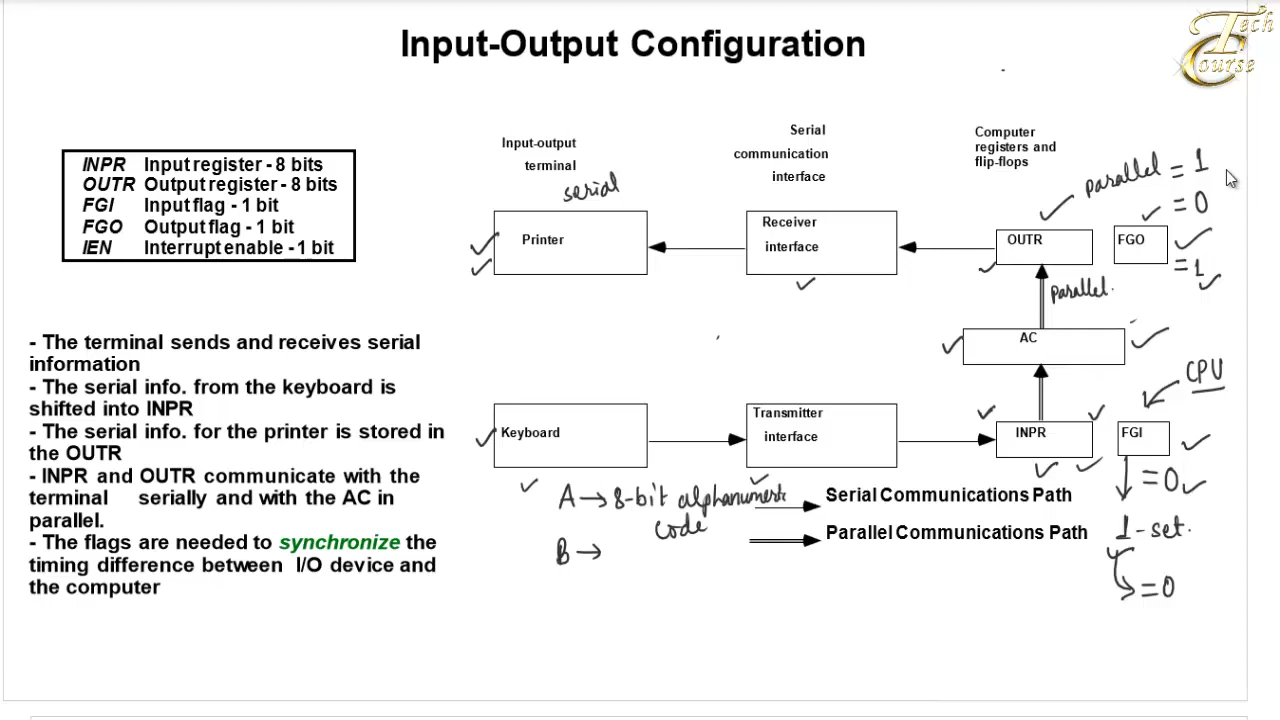 Input-Output Configuration
Tech
Course
INPR Input register - 8 bits
OUTR Output register - 8 bits
FGI Input flag - 1 bit
FGO Output flag - 1 bit
IEN Interrupt enable - 1 bit
- The terminal sends and receives serial
information
- The serial info. from the keyboard is
shifted into INPR
- The serial info. for the printer is stored in
the OUTR
- INPR and OUTR communicate with the
terminal serially and with the AC in
parallel.
- The flags are needed to synchronize the
timing difference between I/O device and
the computer
Input-output
terminal
serial
Serial
communication
interface
Computer
registers and
flip-flops
parallel = 1
= 0
Printer
Receiver
interface
OUTR
FGO
= 1
parallel.
AC
CPU
Keyboard
Transmitter
interface
INPR
FGI
= 0
A → 8-bit alphanumeric
code
B →
Serial Communications Path
Parallel Communications Path
1-set.
= 0